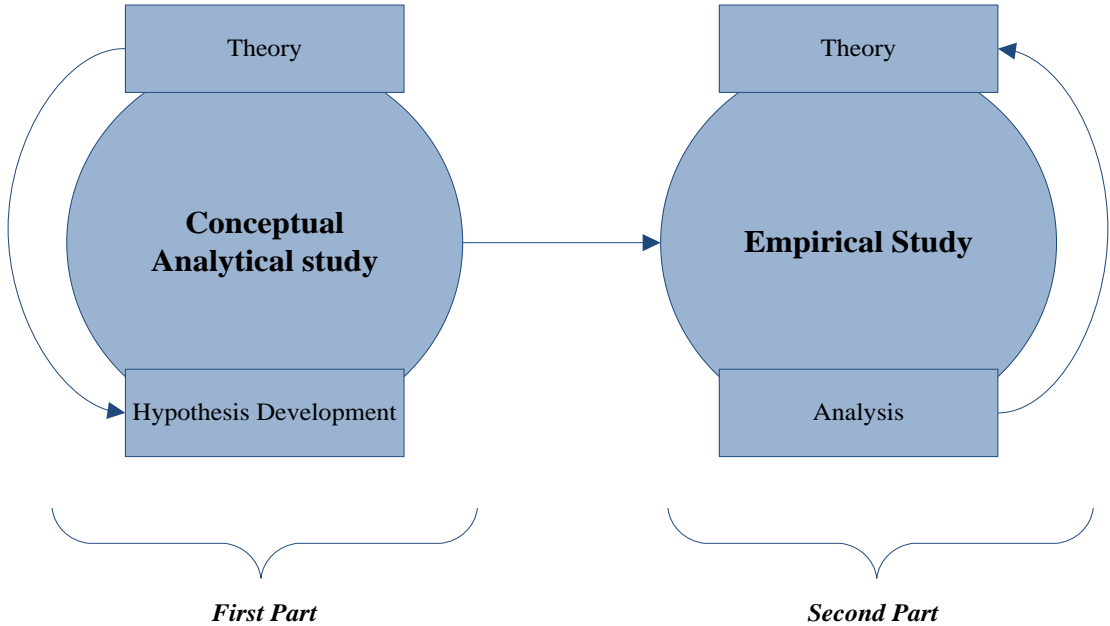 Theory
Conceptual
Analytical study
Hypothesis Development
First Part
Theory
Empirical Study
Analysis
Second Part